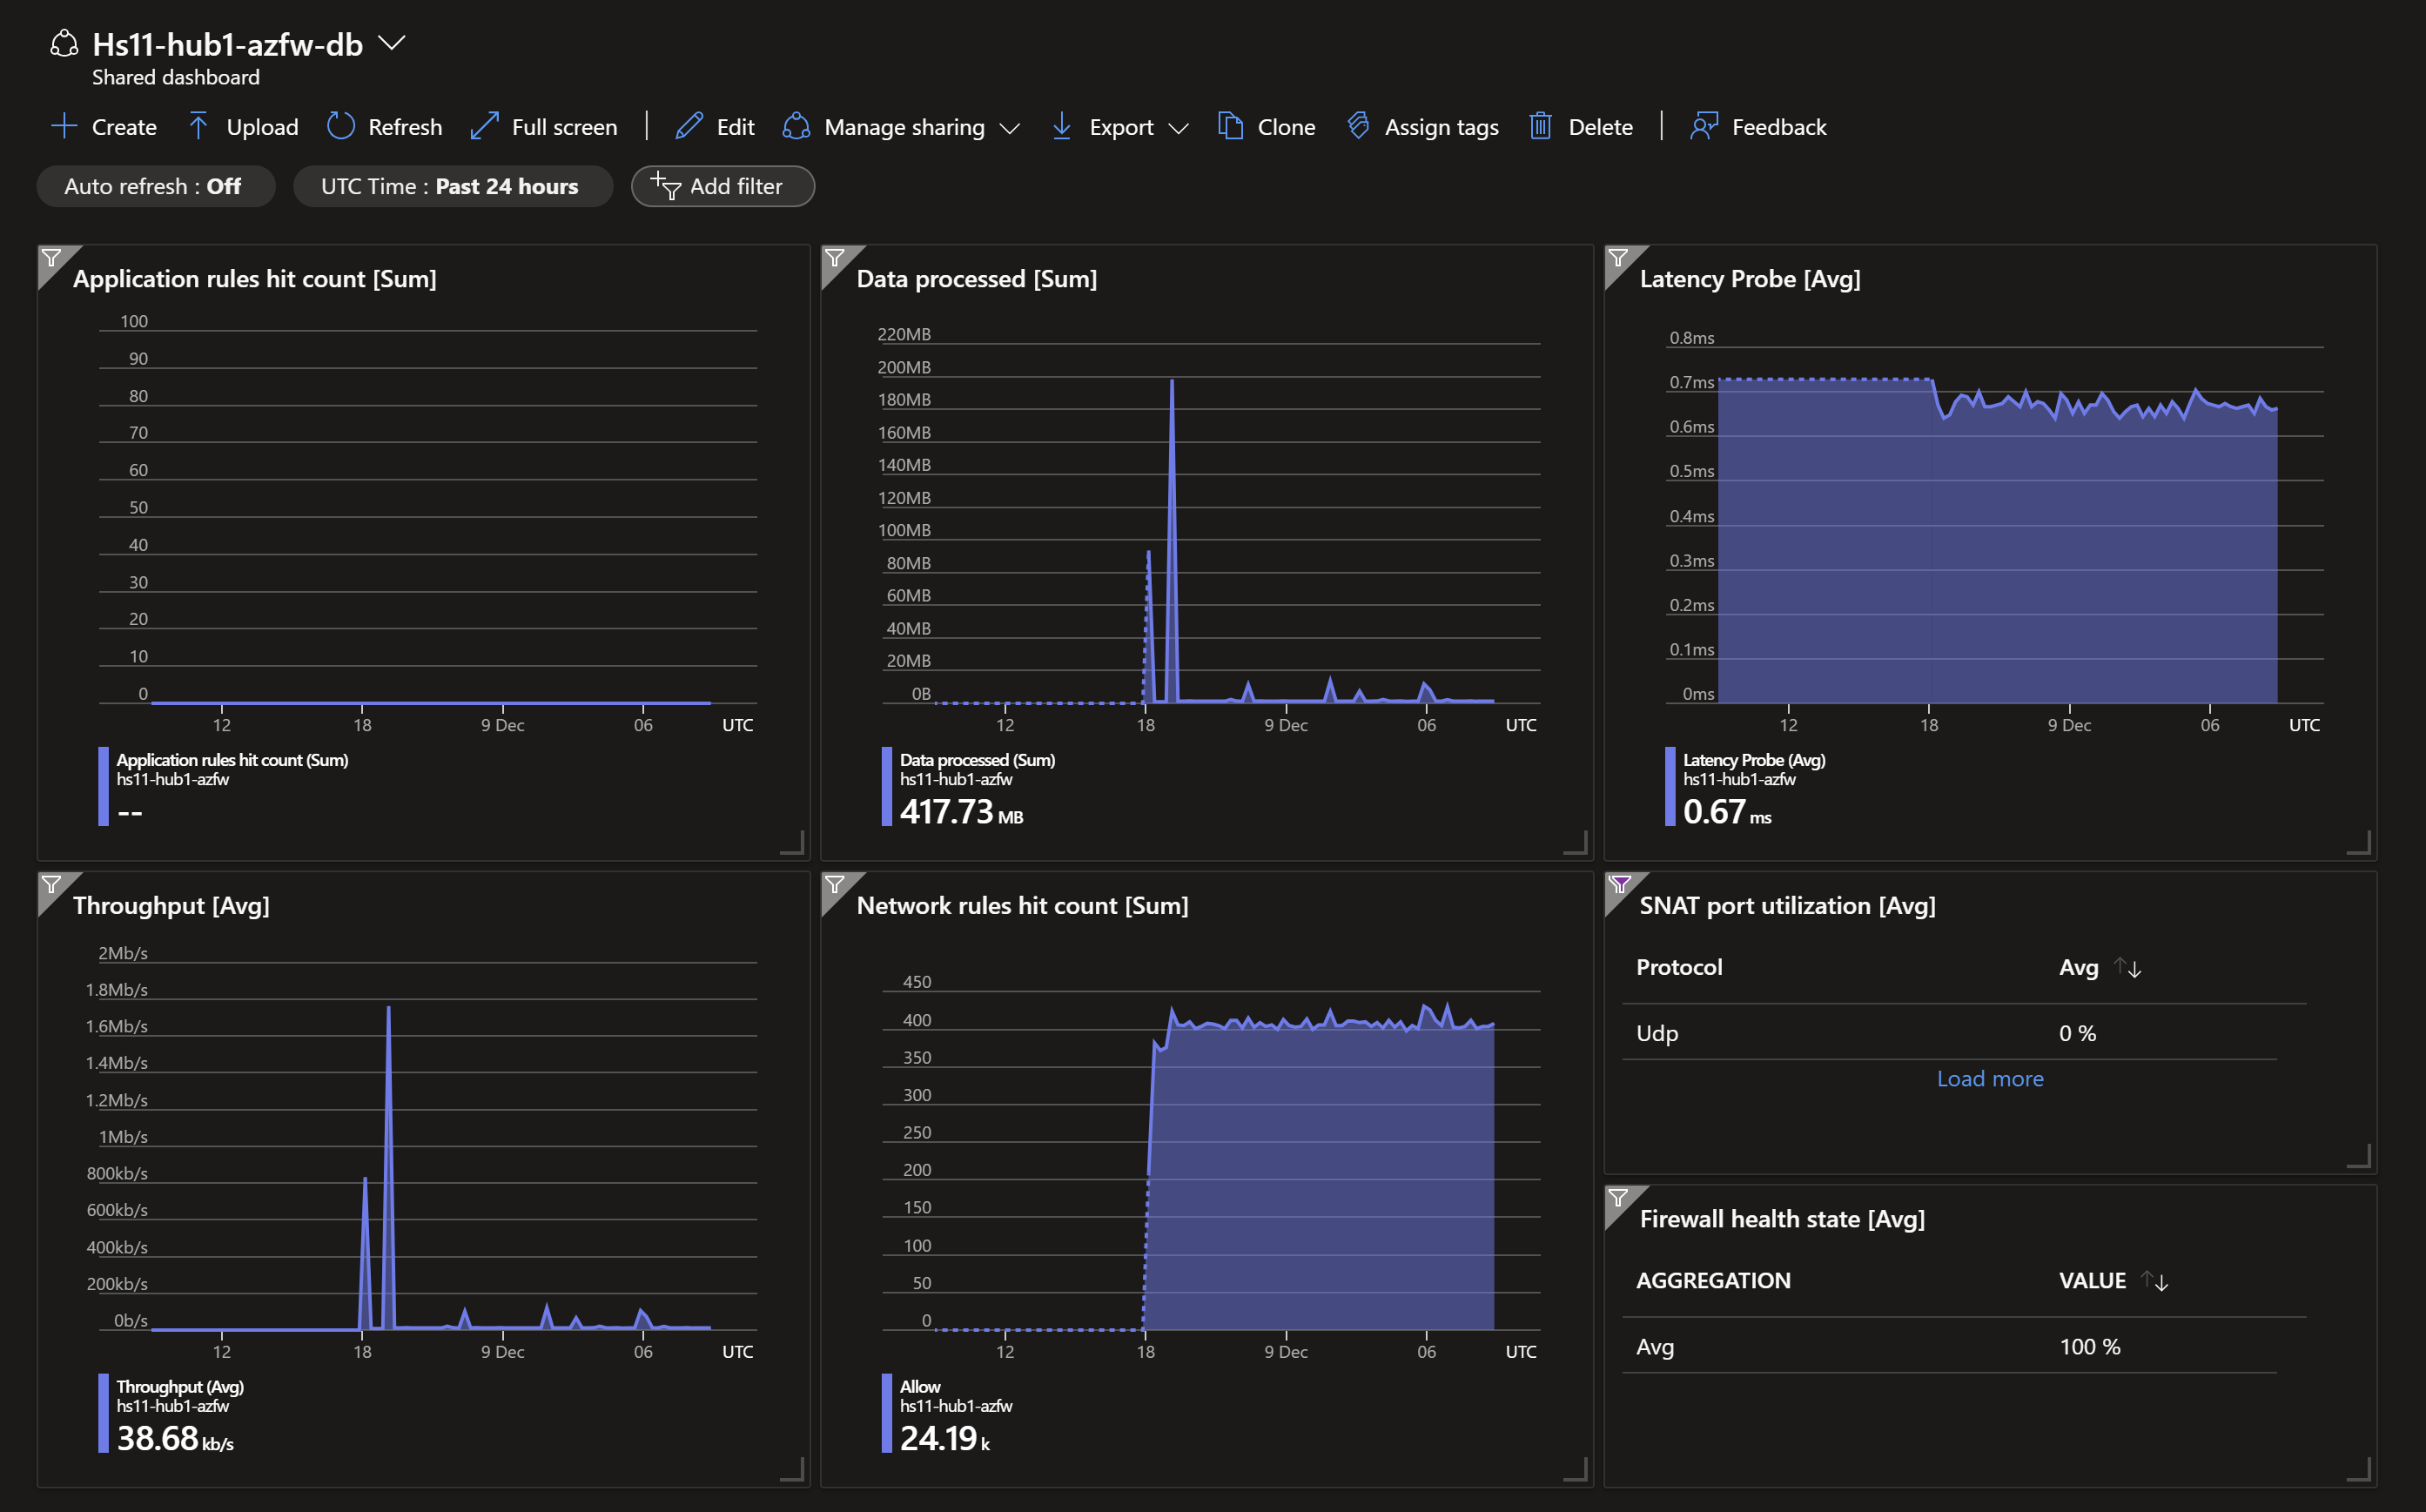 Hs11-hub1-azfw-db
Shared dashboard
Create Upload Refresh Full screen Edit Manage sharing Export Clone Assign tags Delete Feedback
Auto refresh : Off UTC Time : Past 24 hours Add filter
Application rules hit count [Sum]
100
90
80
70
60
50
40
30
20
10
0
12 18 9 Dec 06 UTC
Application rules hit count (Sum)
hs11-hub1-azfw
--
Data processed [Sum]
220MB
200MB
180MB
160MB
140MB
120MB
100MB
80MB
60MB
40MB
20MB
0B
12 18 9 Dec 06 UTC
Data processed (Sum)
hs11-hub1-azfw
417.73 MB
Latency Probe [Avg]
0.8ms
0.7ms
0.6ms
0.5ms
0.4ms
0.3ms
0.2ms
0.1ms
0ms
12 18 9 Dec 06 UTC
Latency Probe (Avg)
hs11-hub1-azfw
0.67 ms
Throughput [Avg]
2Mb/s
1.8Mb/s
1.6Mb/s
1.4Mb/s
1.2Mb/s
1Mb/s
800kb/s
600kb/s
400kb/s
200kb/s
0b/s
12 18 9 Dec 06 UTC
Throughput (Avg)
hs11-hub1-azfw
38.68 kb/s
Network rules hit count [Sum]
450
400
350
300
250
200
150
100
50
0
12 18 9 Dec 06 UTC
Allow
hs11-hub1-azfw
24.19 k
SNAT port utilization [Avg]
Protocol Avg
Udp 0 %
Load more
Firewall health state [Avg]
AGGREGATION VALUE
Avg 100 %